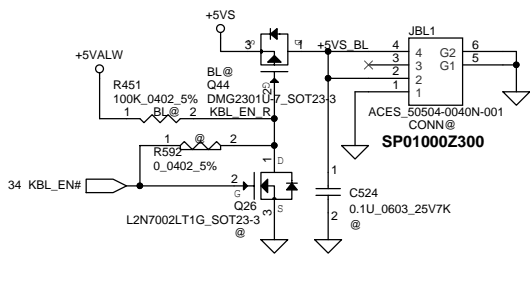 +5VS
JBL1
+5VALW
3 S D 1 +5VS_BL 4 4 G2 6
3 3 G1 5
2 2
1 1
BL@
R451 Q44 G 2
100K_0402_5% DMG2301U-7_SOT23-3
BL@ KBL_EN_R
1 2
ACES_50504-0040N-001
CONN@
SP01000Z300
1 @ 2
R592
0_0402_5%
1 D
34 KBL_EN# 2 G
Q26 3 S
L2N7002LT1G_SOT23-3
@
1
C524
0.1U_0603_25V7K
2 @